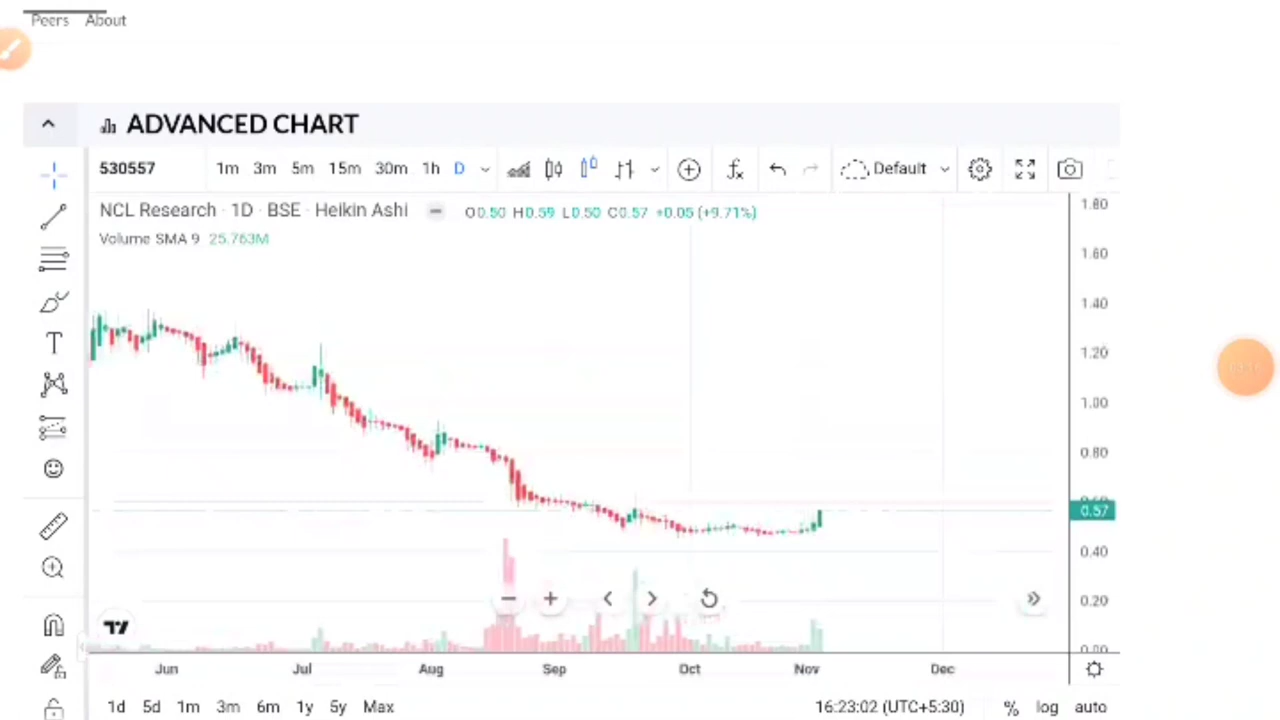 Peers About
ADVANCED CHART
530557 1m 3m 5m 15m 30m 1h D Default
NCL Research · 1D · BSE · Heikin Ashi O0.50 H0.59 L0.50 C0.57 +0.05 (+9.71%)
Volume SMA 9 25.763M
1.80
1.60
1.40
1.20
1.00
0.80
0.57
0.40
0.20
0.00
Jun Jul Aug Sep Oct Nov Dec
1d 5d 1m 3m 6m 1y 5y Max 16:23:02 (UTC+5:30) % log auto